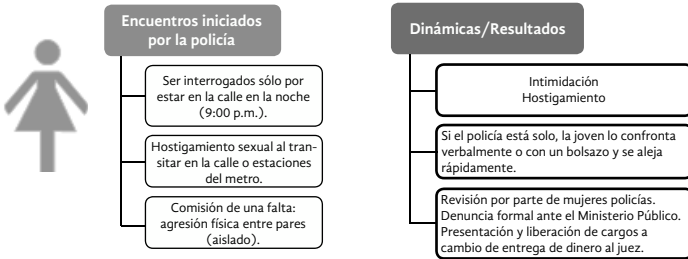 Encuentros iniciados
por la policía
Ser interrogados sólo por
estar en la calle en la noche
(9:00 p.m.).
Hostigamiento sexual al tran-
sitar en la calle o estaciones
del metro.
Comisión de una falta:
agresión física entre pares
(aislado).
Dinámicas/Resultados
Intimidación
Hostigamiento
Si el policía está solo, la joven lo confronta
verbalmente o con un bolsazo y se aleja
rápidamente.
Revisión por parte de mujeres policías.
Denuncia formal ante el Ministerio Público.
Presentación y liberación de cargos a
cambio de entrega de dinero al juez.